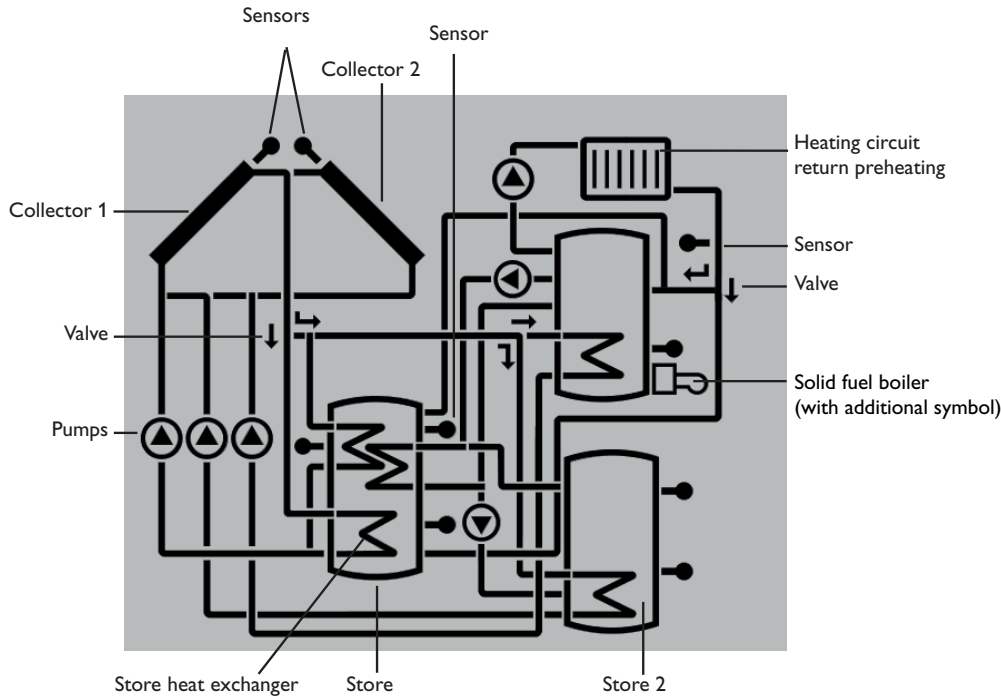 Sensors
Sensor
Collector 2
Heating circuit
return preheating
Collector 1
Sensor
Valve
Valve
Solid fuel boiler
(with additional symbol)
Pumps
Store heat exchanger
Store
Store 2